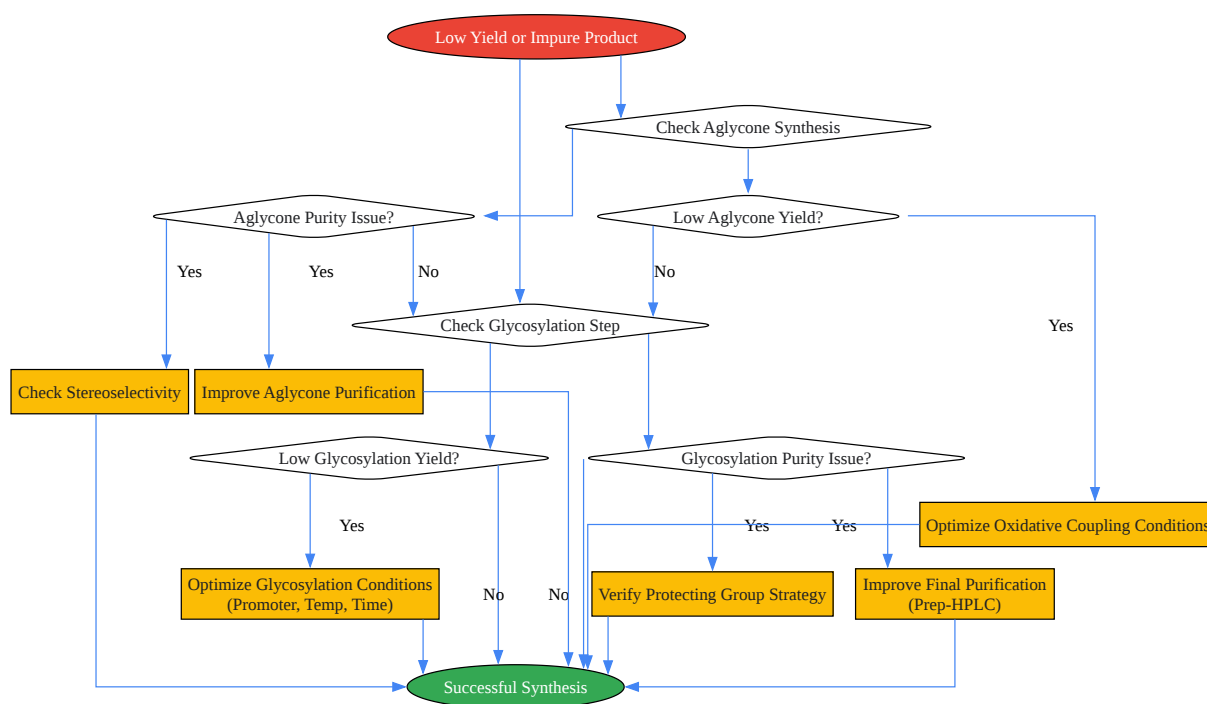 Low Yield or Impure Product
Check Aglycone Synthesis
Aglycone Purity Issue?
Low Aglycone Yield?
Yes
Yes
No
No
Check Glycosylation Step
Yes
Check Stereoselectivity
Improve Aglycone Purification
Low Glycosylation Yield?
Glycosylation Purity Issue?
Yes
Yes
Yes
Optimize Oxidative Coupling Conditions
Optimize Glycosylation Conditions
(Promoter, Temp, Time)
No
No
Verify Protecting Group Strategy
Improve Final Purification
(Prep-HPLC)
Successful Synthesis